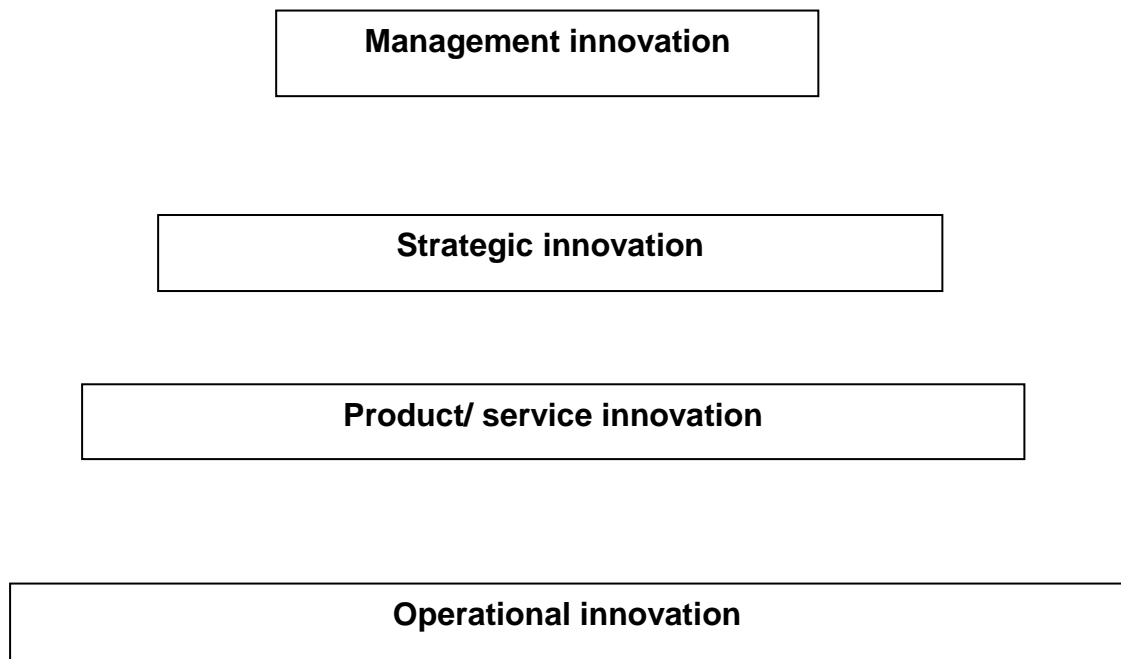 Management innovation
Strategic innovation
Product/ service innovation
Operational innovation